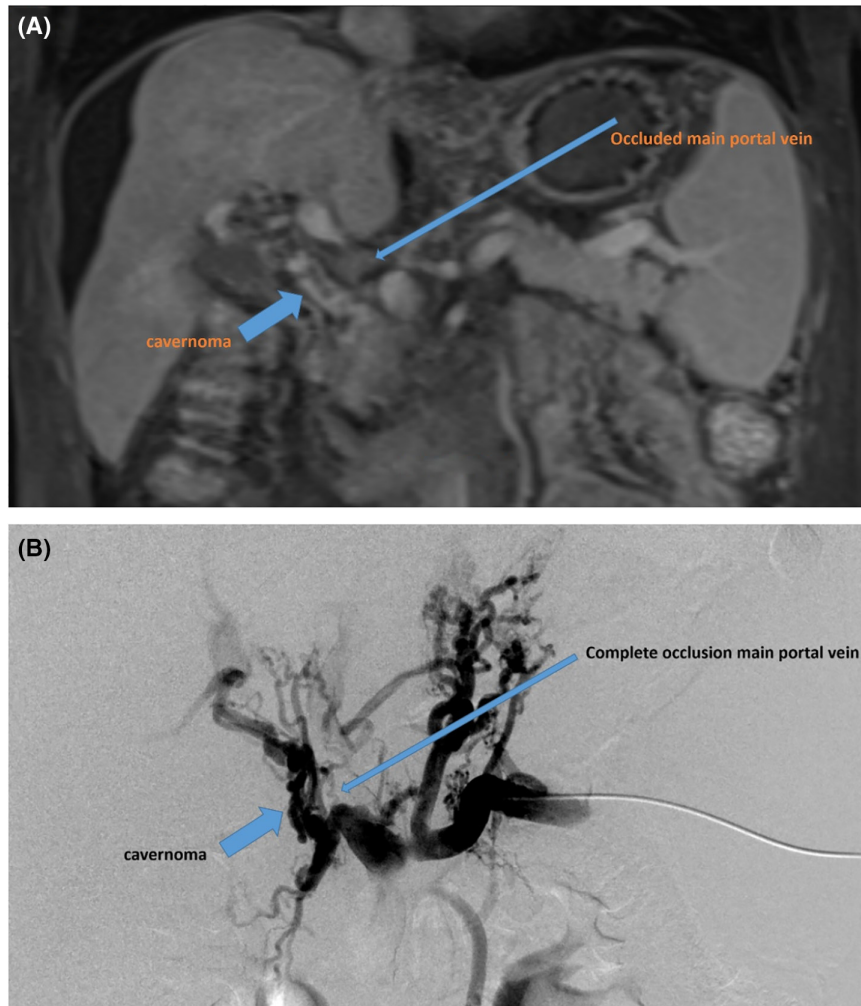 (A)
Occluded main portal vein
cavernoma
(B)
Complete occlusion main portal vein
cavernoma